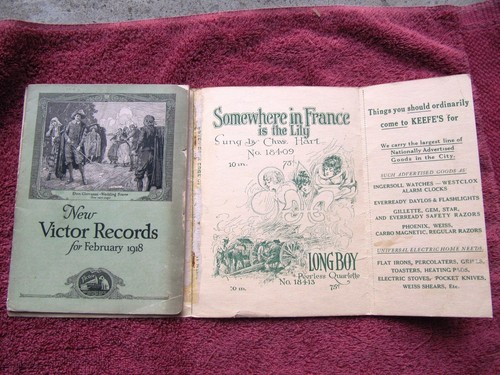 New
Victor Records
for February 1918
Somewhere in France
is the Lily
Sung by Chas. Hart
No. 18409
10 in. 75¢
LONG BOY
Peerless Quartette
No. 18413
10 in. 75¢
Things you should ordinarily
come to KEEFE'S for
We carry the largest line of
Nationally Advertised
Goods in the City.
SUCH ADVERTISED GOODS AS
INGERSOLL WATCHES — WESTCLOX
ALARM CLOCKS
EVEREADY DAYLOS & FLASHLIGHTS
GILLETTE, GEM, STAR,
AND EVEREADY SAFETY RAZORS
PHOENIX, WEISS,
CARBO MAGNETIC, REGULAR RAZORS
UNIVERSAL ELECTRIC HOME NEEDS
FLAT IRONS, PERCOLATERS,
TOASTERS, HEATING PADS,
ELECTRIC STOVES, POCKET KNIVES,
WEISS SHEARS, Etc.